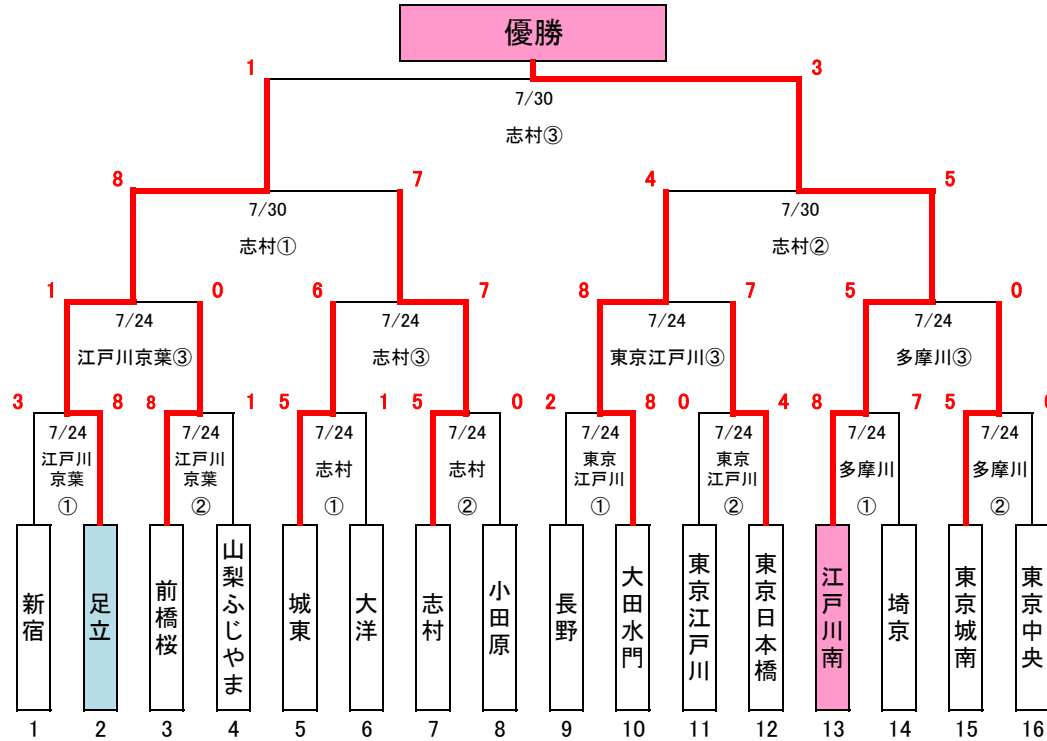 優勝
1 3
7/30
志村③
8 7 4 5
7/30 7/30
志村① 志村②
1 0 6 7 8 7 5 0
7/24 7/24 7/24 7/24
江戸川京葉③ 志村③ 東京江戸川③ 多摩川③
3 8 8 1 5 1 5 0 2 8 0 4 8 7 5
7/24 7/24 7/24 7/24 7/24 7/24 7/24 7/24
江戸川
京葉
①
江戸川
京葉
②
志村
①
志村
②
東京
江戸川
①
東京
江戸川
②
多摩川
①
多摩川
②
新宿
足立
前橋桜
山梨ふじやま
城東
大洋
志村
小田原
長野
大田水門
東京江戸川
東京日本橋
江戸川南
埼京
東京城南
東京中央
1 2 3 4 5 6 7 8 9 10 11 12 13 14 15 16